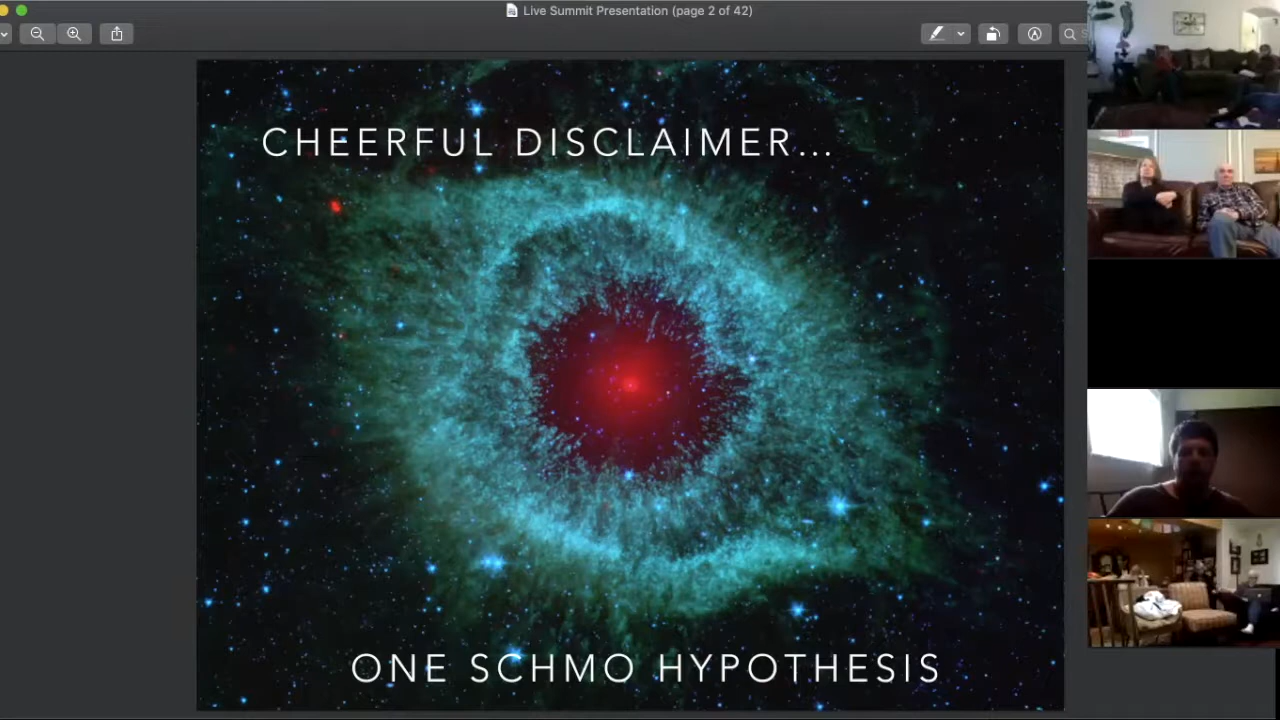 Live Summit Presentation (page 2 of 42)
CHEERFUL DISCLAIMER...
ONE SCHMO HYPOTHESIS